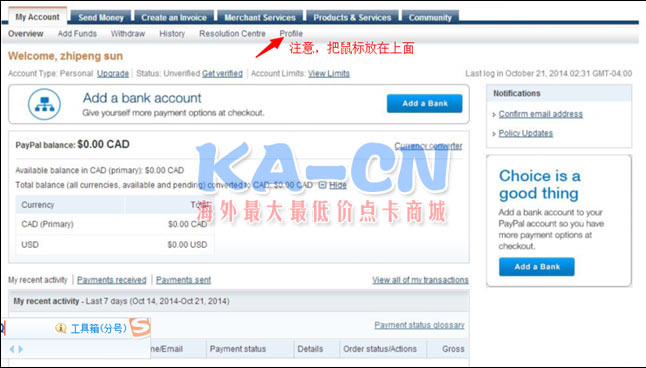 My Account Send Money Create an Invoice Merchant Services Products & Services Community
Overview Add Funds Withdraw History Resolution Centre Profile
注意，把鼠标放在上面
Welcome, zhipeng sun
Account Type: Personal Upgrade | Status: Unverified Get verified | Account Limits: View Limits
Last log in October 21, 2014 02:31 GMT-04:00
Add a bank account
Give yourself more payment options at checkout.
Add a Bank
Notifications
Confirm email address
Policy Updates
PayPal balance: $0.00 CAD
Currency converter
Available balance in CAD (primary): $0.00 CAD
Total balance (all currencies, available and pending) converted to CAD: $0.00 CAD Hide
Currency Total
CAD (Primary) $0.00 CAD
USD $0.00 USD
KA-CN
海外最大最低价点卡商城
Choice is
a good thing
Add a bank account to your
PayPal account so you have
more payment options at
checkout.
Add a Bank
My recent activity | Payments received | Payments sent
View all of my transactions
My recent activity - Last 7 days (Oct 14, 2014-Oct 21, 2014)
Payment status glossary
工具箱(分号)
me/Email Payment status Details Order status/Actions Gross